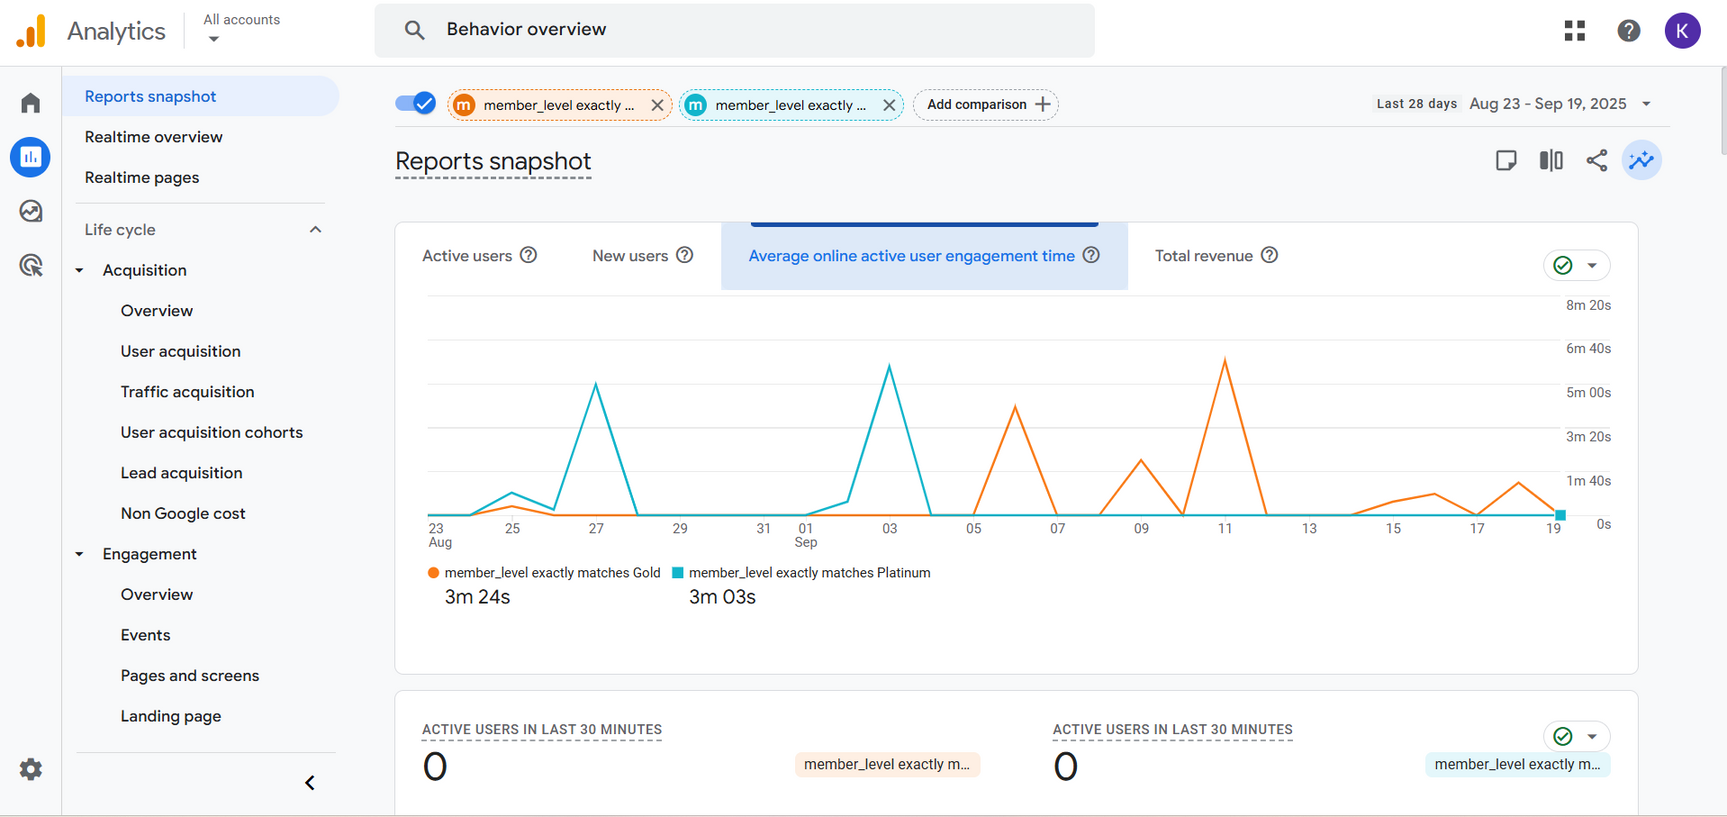 Analytics
All accounts
Behavior overview
K
Reports snapshot
Realtime overview
Realtime pages
Life cycle
Acquisition
Overview
User acquisition
Traffic acquisition
User acquisition cohorts
Lead acquisition
Non Google cost
Engagement
Overview
Events
Pages and screens
Landing page
m member_level exactly ...
m member_level exactly ...
Add comparison
Last 28 days Aug 23 - Sep 19, 2025
Reports snapshot
Active users
New users
Average online active user engagement time
Total revenue
8m 20s
6m 40s
5m 00s
3m 20s
1m 40s
0s
23 25 27 29 31 01 03 05 07 09 11 13 15 17 19
Aug Sep
member_level exactly matches Gold
3m 24s
member_level exactly matches Platinum
3m 03s
ACTIVE USERS IN LAST 30 MINUTES
0
member_level exactly m...
ACTIVE USERS IN LAST 30 MINUTES
0
member_level exactly m...